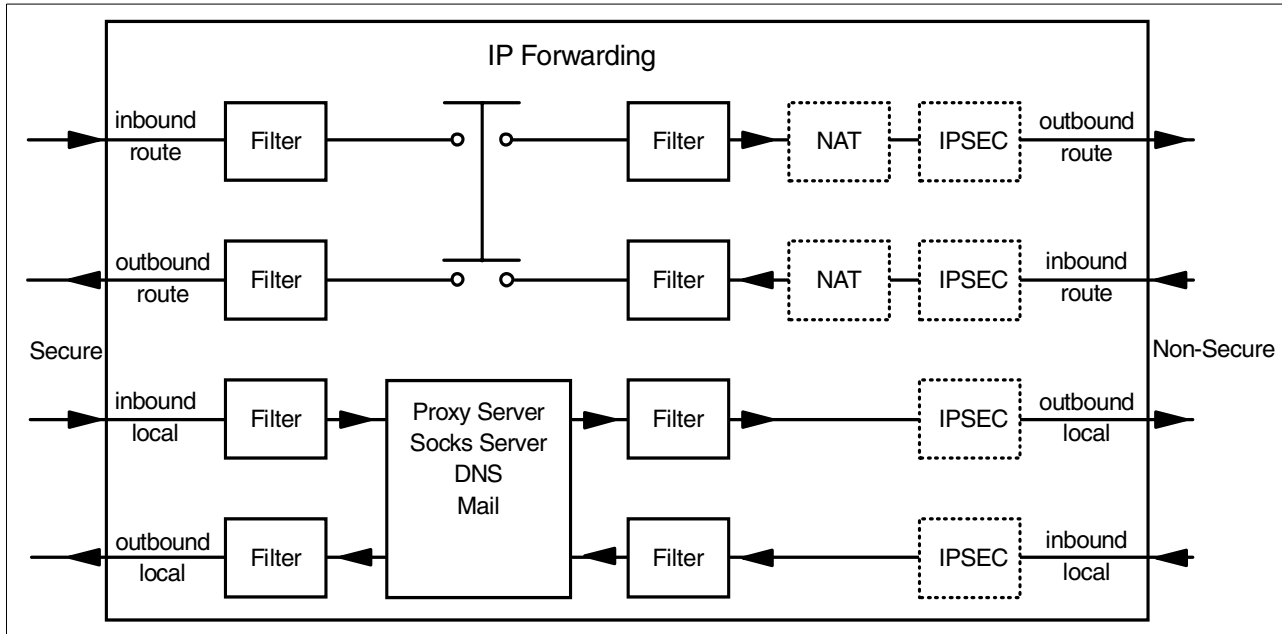 IP Forwarding
inbound
route
Filter
Filter
NAT
IPSEC
outbound
route
outbound
route
Filter
Filter
NAT
IPSEC
inbound
route
Secure
Non-Secure
inbound
local
Filter
Proxy Server
Socks Server
DNS
Mail
Filter
IPSEC
outbound
local
outbound
local
Filter
Filter
IPSEC
inbound
local